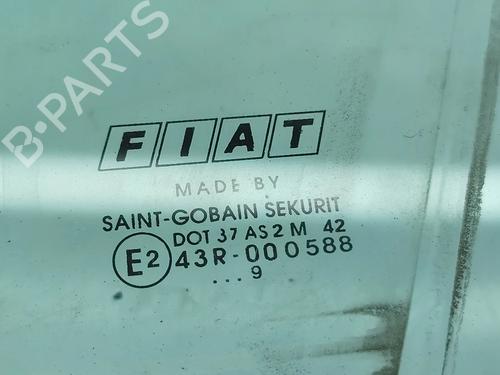 B-PARTS
FIAT
MADE BY
SAINT-GOBAIN SEKURIT
DOT 37 AS2 M 42
E2 43R-000588
...9